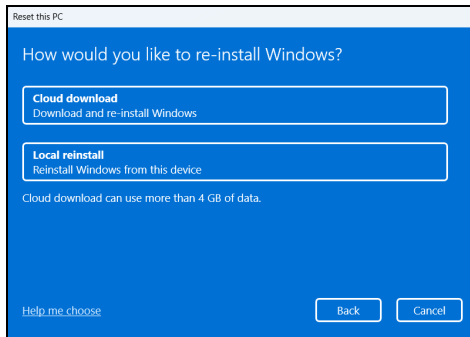 Reset this PC
How would you like to re-install Windows?
Cloud download
Download and re-install Windows
Local reinstall
Reinstall Windows from this device
Cloud download can use more than 4 GB of data.
Help me choose
Back
Cancel